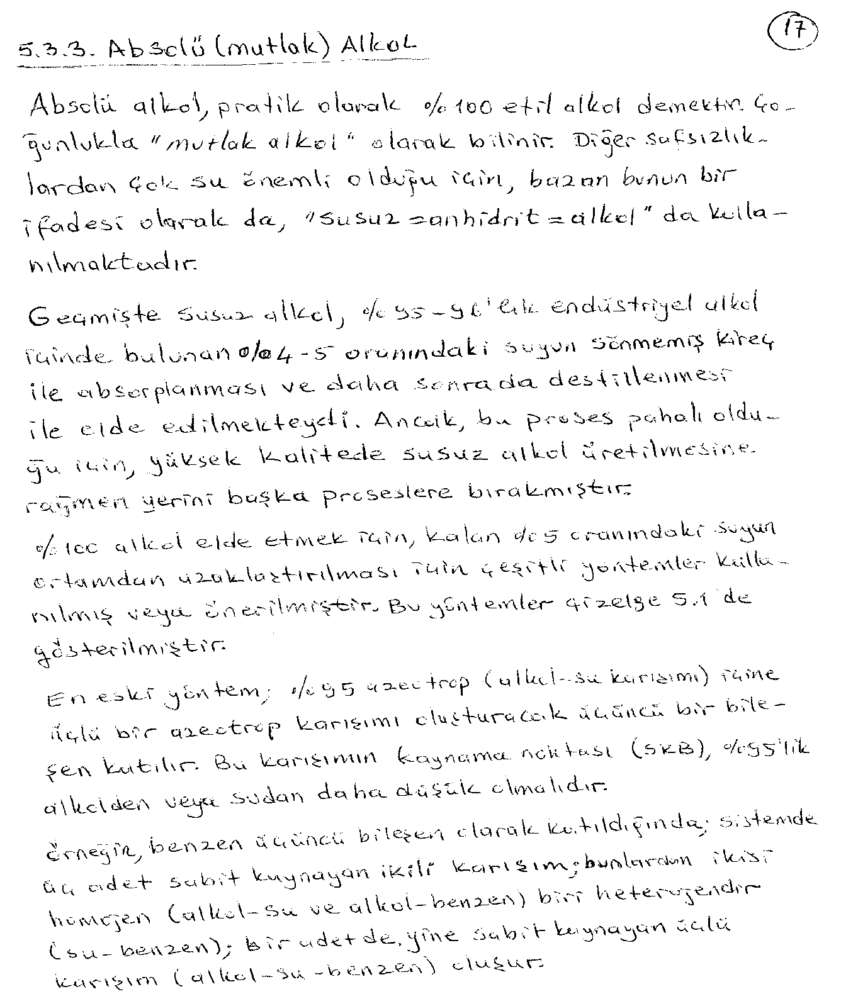 17
5.3.3. Absolü (mutlak) Alkol
Absolü alkol, pratik olarak %100 etil alkol demektir. Ço-
ğunlukla "mutlak alkol" olarak bilinir. Diğer safsızlık-
lardan çok su önemli olduğu için, bazan bunun bir
ifadesi olarak da, "susuz=anhidrit=alkol" da kulla-
nılmaktadır.
Geçmişte susuz alkol, %95-96'lık endüstriyel alkol
içinde bulunan %4-5 oranındaki suyun sönmemiş kireç
ile absorplanması ve daha sonrada destillenmesi
ile elde edilmekteydi. Ancak, bu proses pahalı oldu-
ğu için, yüksek kalitede susuz alkol üretilmesine
rağmen yerini başka proseslere bırakmıştır.
%100 alkol elde etmek için, kalan %5 oranındaki suyun
ortamdan uzaklaştırılması için çeşitli yöntemler kulla-
nılmış veya önerilmiştir. Bu yöntemler çizelge 5.1'de
gösterilmiştir.
En eski yöntem; %95 azeotrop (alkol-su karışımı) içine
üçlü bir azeotrop karışımı oluşturacak üçüncü bir bile-
şen katılır. Bu karışımın kaynama noktası (SKB), %95'lik
alkolden veya sudan daha düşük olmalıdır.
Örneğin, benzen üçüncü bileşen olarak katıldığında; sistemde
üç adet sabit kaynayan ikili karışım; bunlardan ikisi
homojen (alkol-su ve alkol-benzen) biri heterojendir
(su-benzen); bir adet de, yine sabit kaynayan üçlü
karışım (alkol-su-benzen) oluşur.